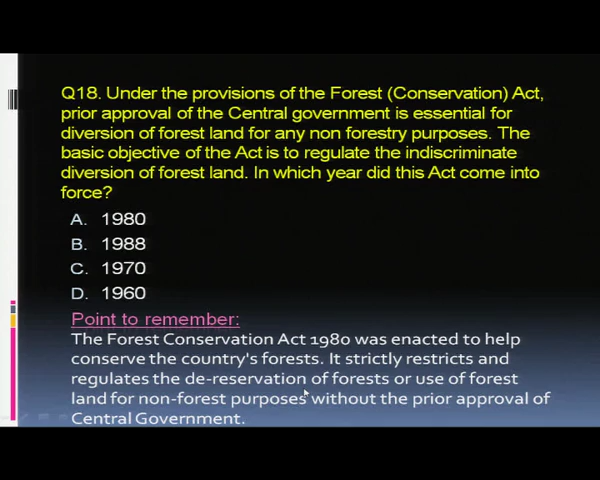 Q18. Under the provisions of the Forest (Conservation) Act,
prior approval of the Central government is essential for
diversion of forest land for any non forestry purposes. The
basic objective of the Act is to regulate the indiscriminate
diversion of forest land. In which year did this Act come into
force?
A. 1980
B. 1988
C. 1970
D. 1960
Point to remember:
The Forest Conservation Act 1980 was enacted to help
conserve the country's forests. It strictly restricts and
regulates the de-reservation of forests or use of forest
land for non-forest purposes without the prior approval of
Central Government.